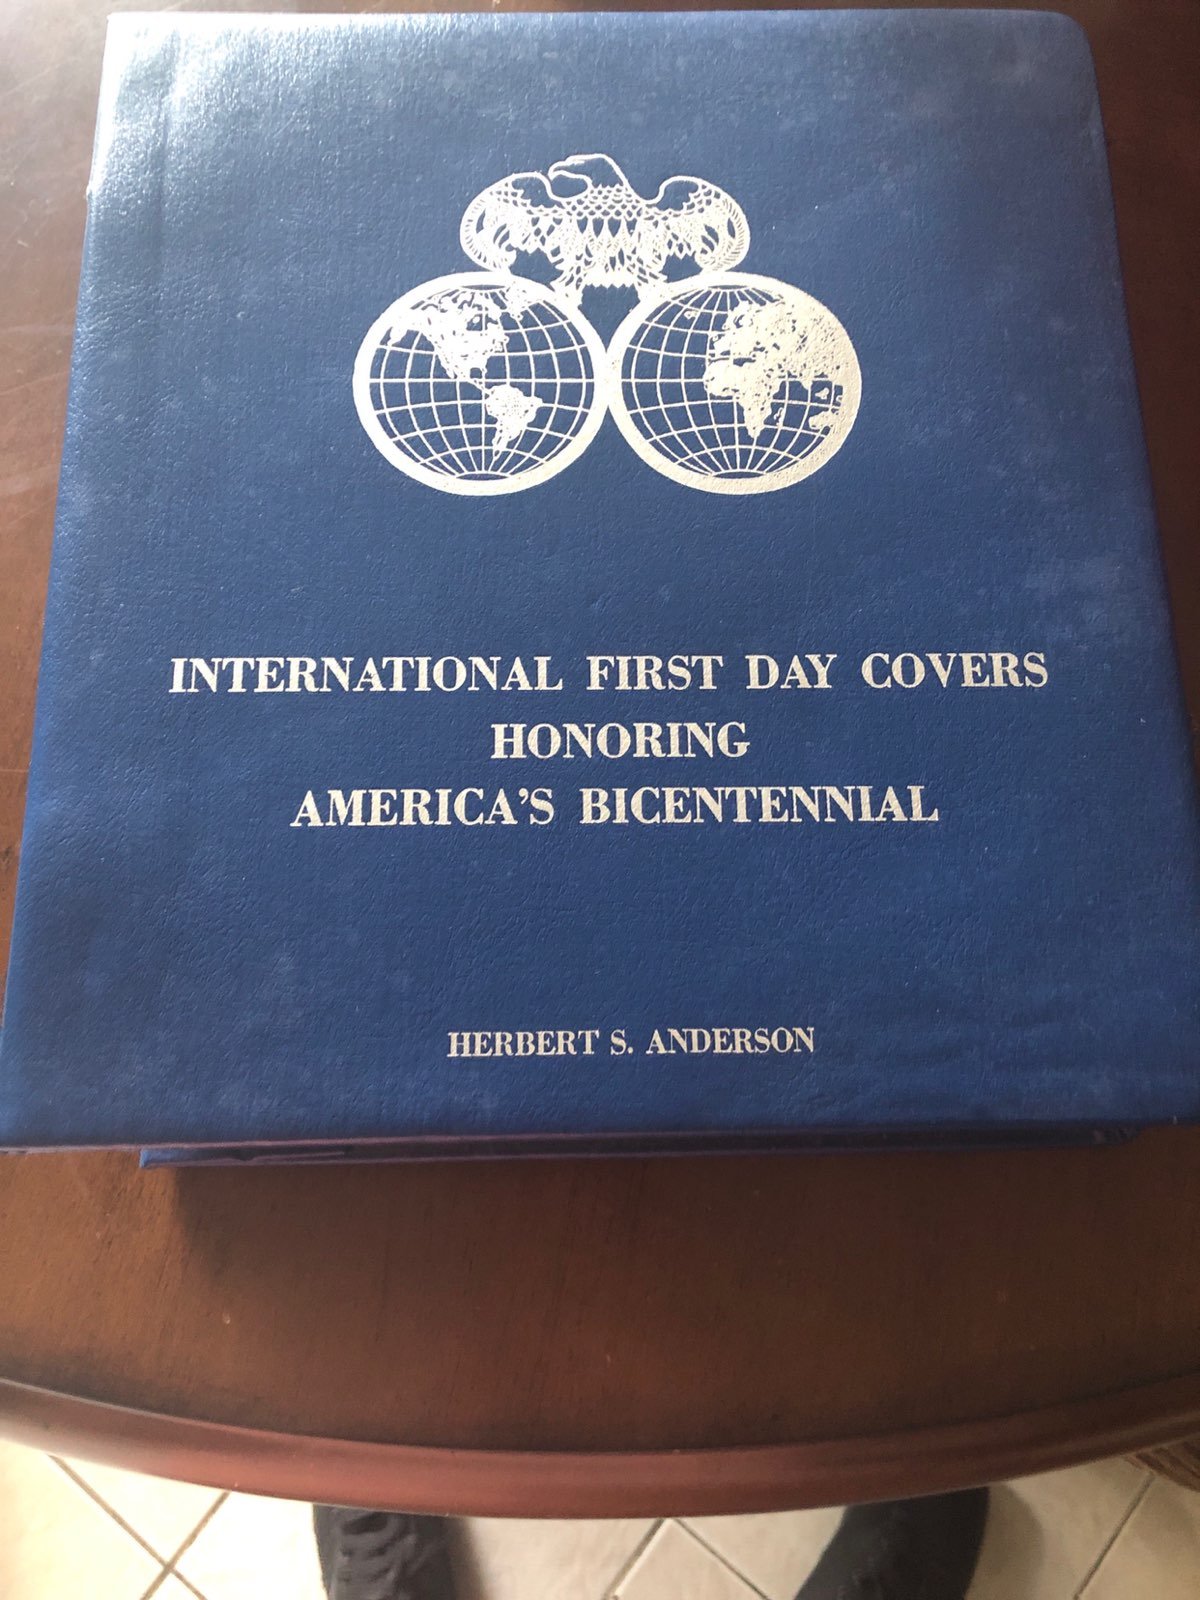 INTERNATIONAL FIRST DAY COVERS
HONORING
AMERICA'S BICENTENNIAL
HERBERT S. ANDERSON